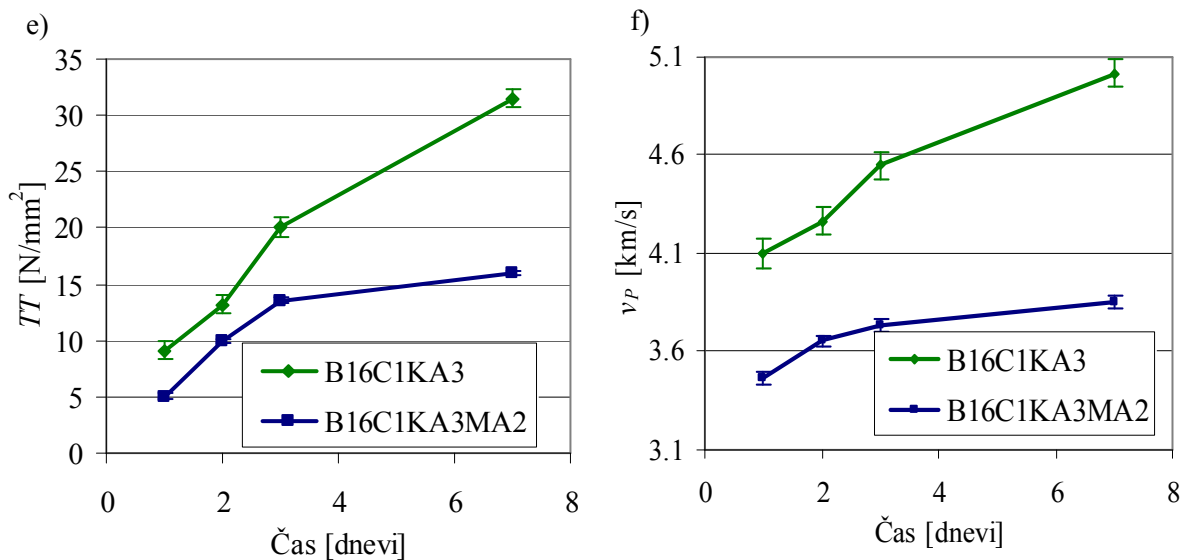 e)
35
30
25
20
15
10
5
0
TT [N/mm²]
0 2 4 6 8
Čas [dnevi]
B16C1KA3
B16C1KA3MA2
f)
5.1
4.6
4.1
3.6
3.1
vP [km/s]
0 2 4 6 8
Čas [dnevi]
B16C1KA3
B16C1KA3MA2